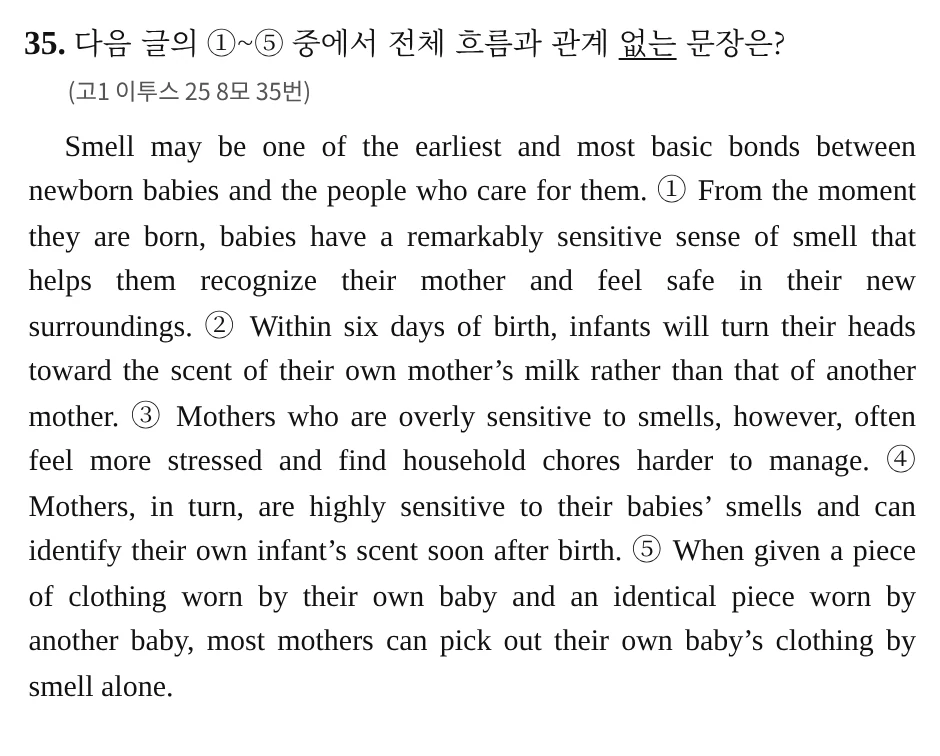 35. 다음 글의 ①~⑤ 중에서 전체 흐름과 관계 없는 문장은?
(고1 이투스 25 8모 35번)
Smell may be one of the earliest and most basic bonds between
newborn babies and the people who care for them. ① From the moment
they are born, babies have a remarkably sensitive sense of smell that
helps them recognize their mother and feel safe in their new
surroundings. ② Within six days of birth, infants will turn their heads
toward the scent of their own mother’s milk rather than that of another
mother. ③ Mothers who are overly sensitive to smells, however, often
feel more stressed and find household chores harder to manage. ④
Mothers, in turn, are highly sensitive to their babies’ smells and can
identify their own infant’s scent soon after birth. ⑤ When given a piece
of clothing worn by their own baby and an identical piece worn by
another baby, most mothers can pick out their own baby’s clothing by
smell alone.